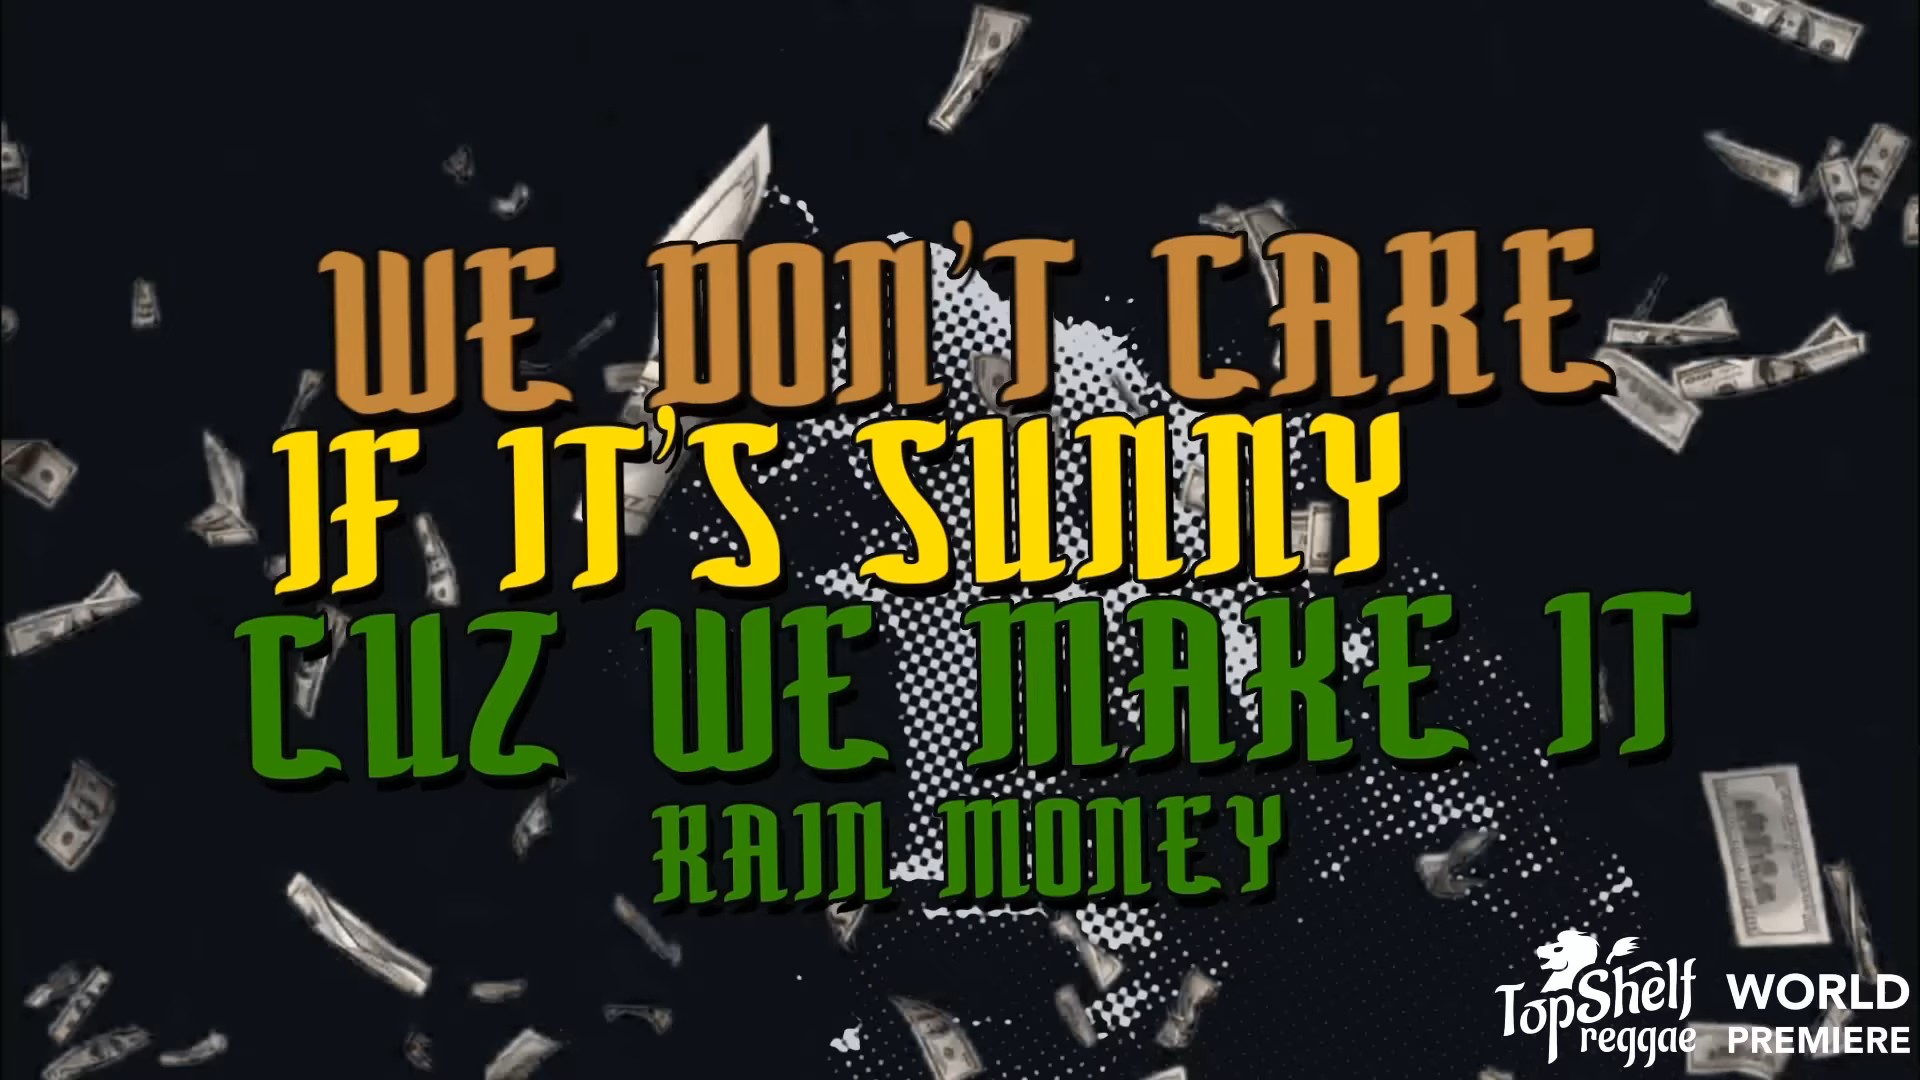 WE DON'T CARE
IF IT'S SUNNY
CUZ WE MAKE IT
RAIN MONEY
TopShelf
reggae
WORLD
PREMIERE